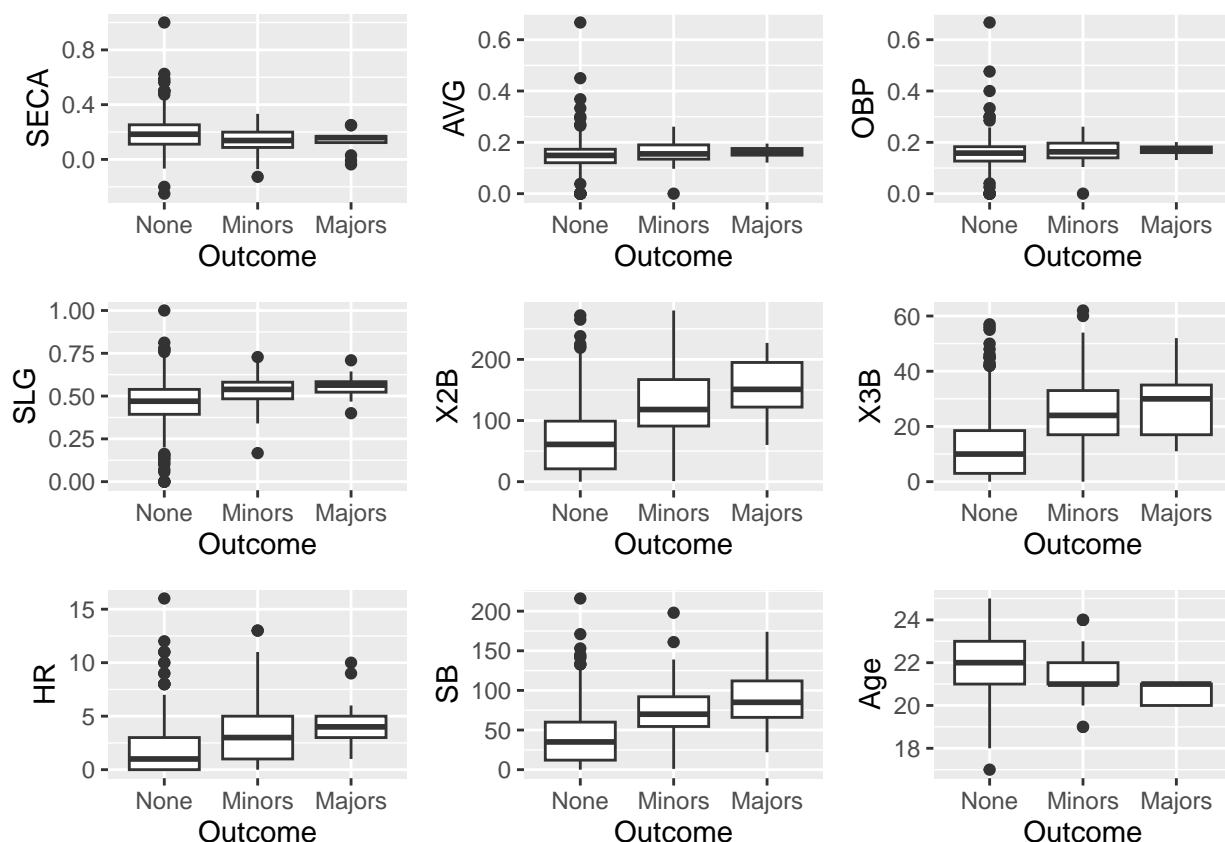 SECA
0.8
0.4
0.0
None Minors Majors
Outcome
AVG
0.6
0.4
0.2
0.0
None Minors Majors
Outcome
OBP
0.6
0.4
0.2
0.0
None Minors Majors
Outcome
SLG
1.00
0.75
0.50
0.25
0.00
None Minors Majors
Outcome
X2B
200
100
0
None Minors Majors
Outcome
X3B
60
40
20
0
None Minors Majors
Outcome
HR
15
10
5
0
None Minors Majors
Outcome
SB
200
150
100
50
0
None Minors Majors
Outcome
Age
24
22
20
18
None Minors Majors
Outcome